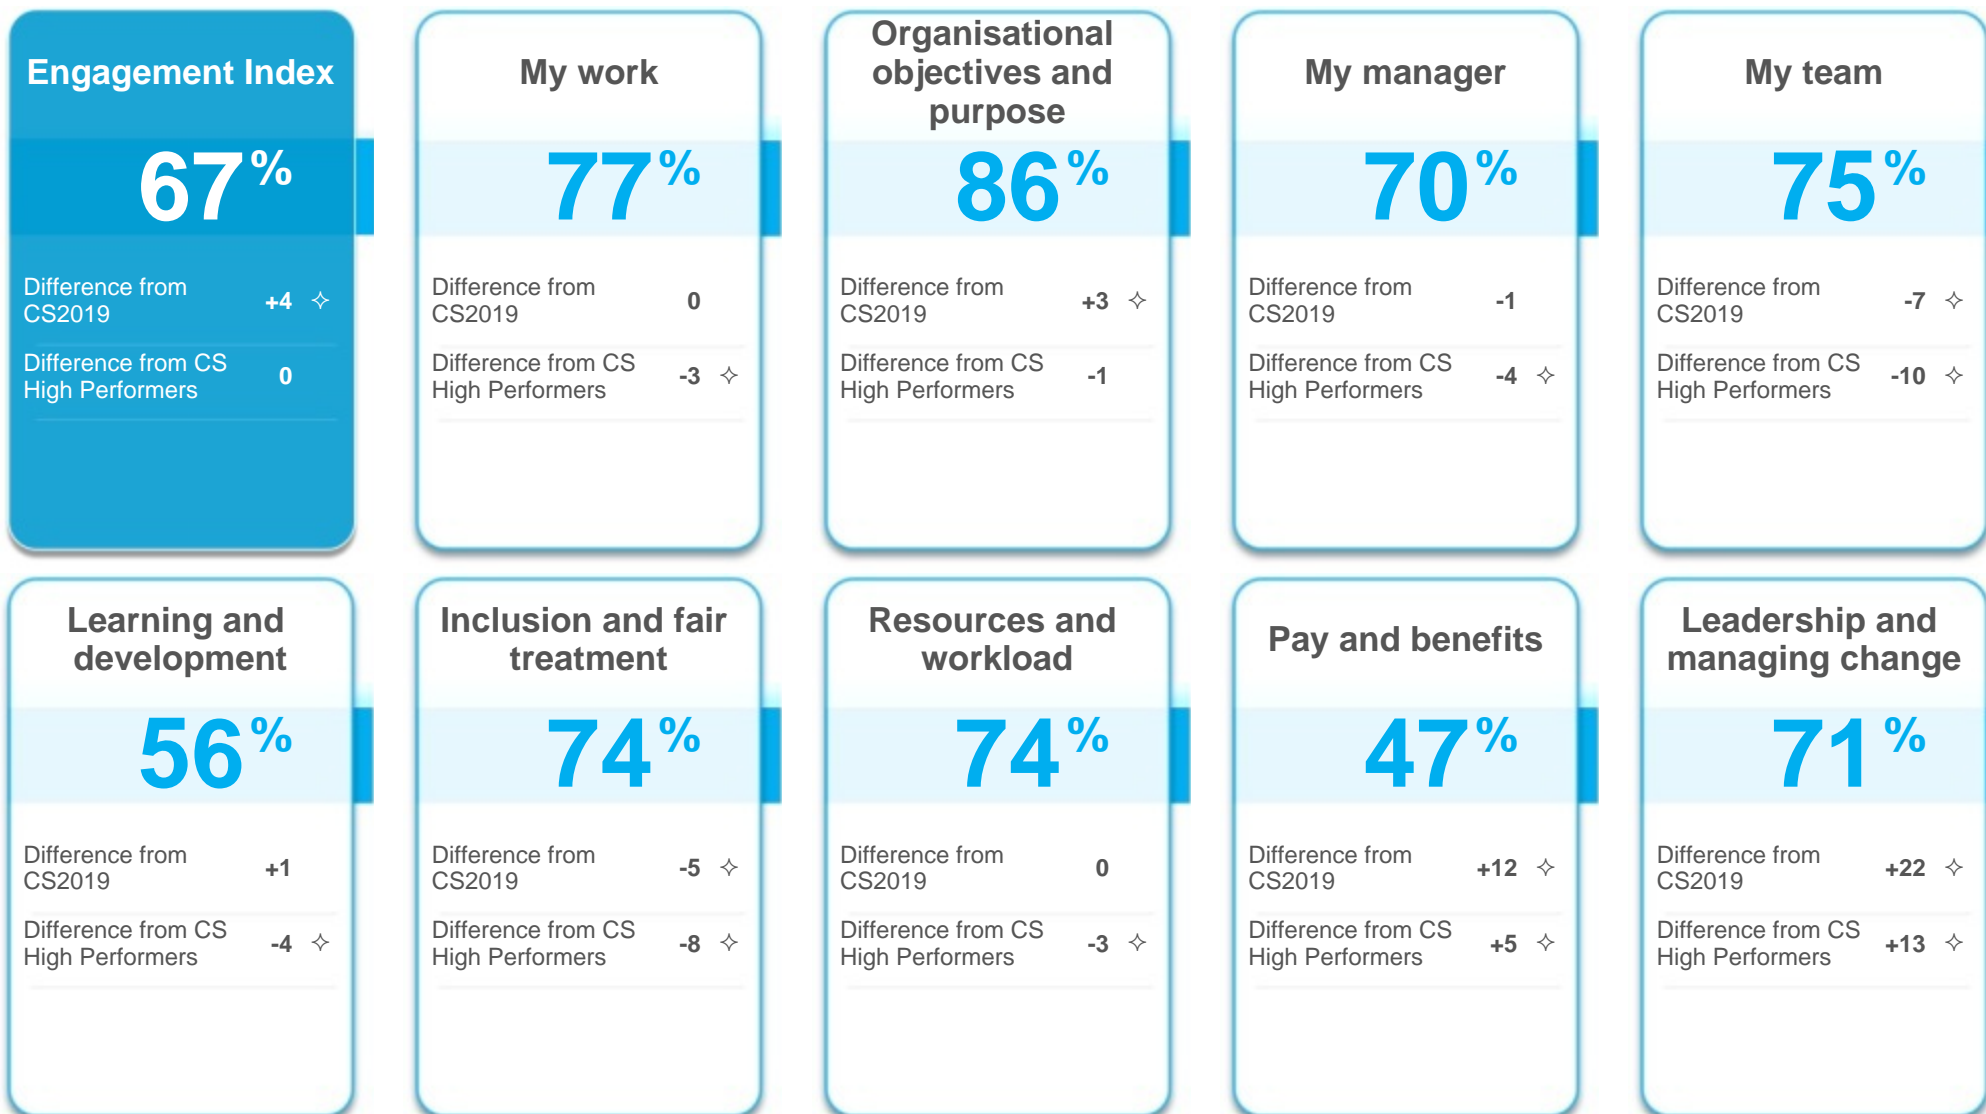 Engagement Index
67%
Difference from
CS2019
+4 ✧
Difference from CS
High Performers
0
My work
77%
Difference from
CS2019
0
Difference from CS
High Performers
-3 ✧
Organisational
objectives and
purpose
86%
Difference from
CS2019
+3 ✧
Difference from CS
High Performers
-1
My manager
70%
Difference from
CS2019
-1
Difference from CS
High Performers
-4 ✧
My team
75%
Difference from
CS2019
-7 ✧
Difference from CS
High Performers
-10 ✧
Learning and
development
56%
Difference from
CS2019
+1
Difference from CS
High Performers
-4 ✧
Inclusion and fair
treatment
74%
Difference from
CS2019
-5 ✧
Difference from CS
High Performers
-8 ✧
Resources and
workload
74%
Difference from
CS2019
0
Difference from CS
High Performers
-3 ✧
Pay and benefits
47%
Difference from
CS2019
+12 ✧
Difference from CS
High Performers
+5 ✧
Leadership and
managing change
71%
Difference from
CS2019
+22 ✧
Difference from CS
High Performers
+13 ✧